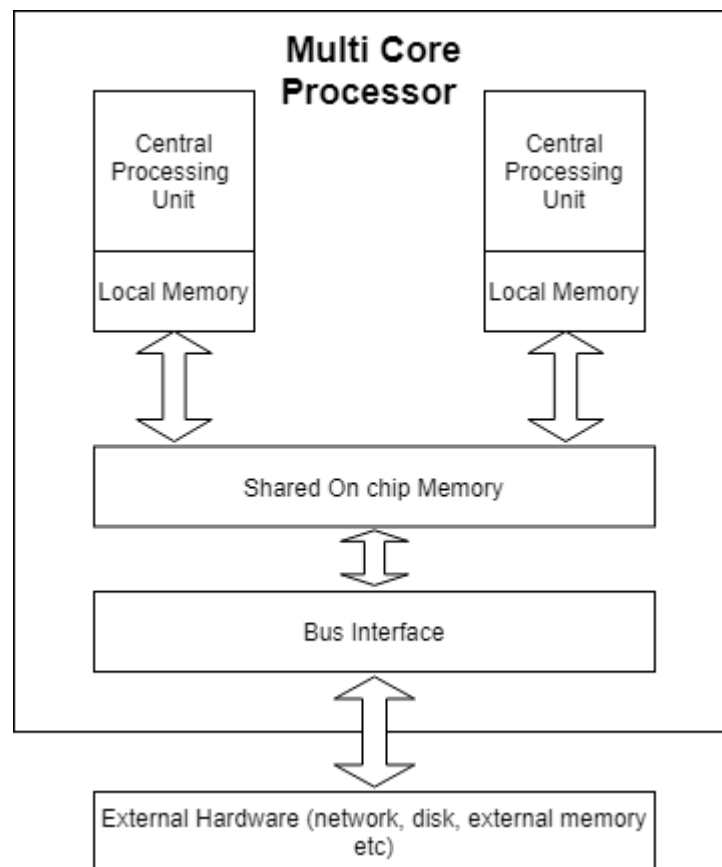 Multi Core
Processor
Central
Processing
Unit
Central
Processing
Unit
Local Memory
Local Memory
Shared On chip Memory
Bus Interface
External Hardware (network, disk, external memory
etc)